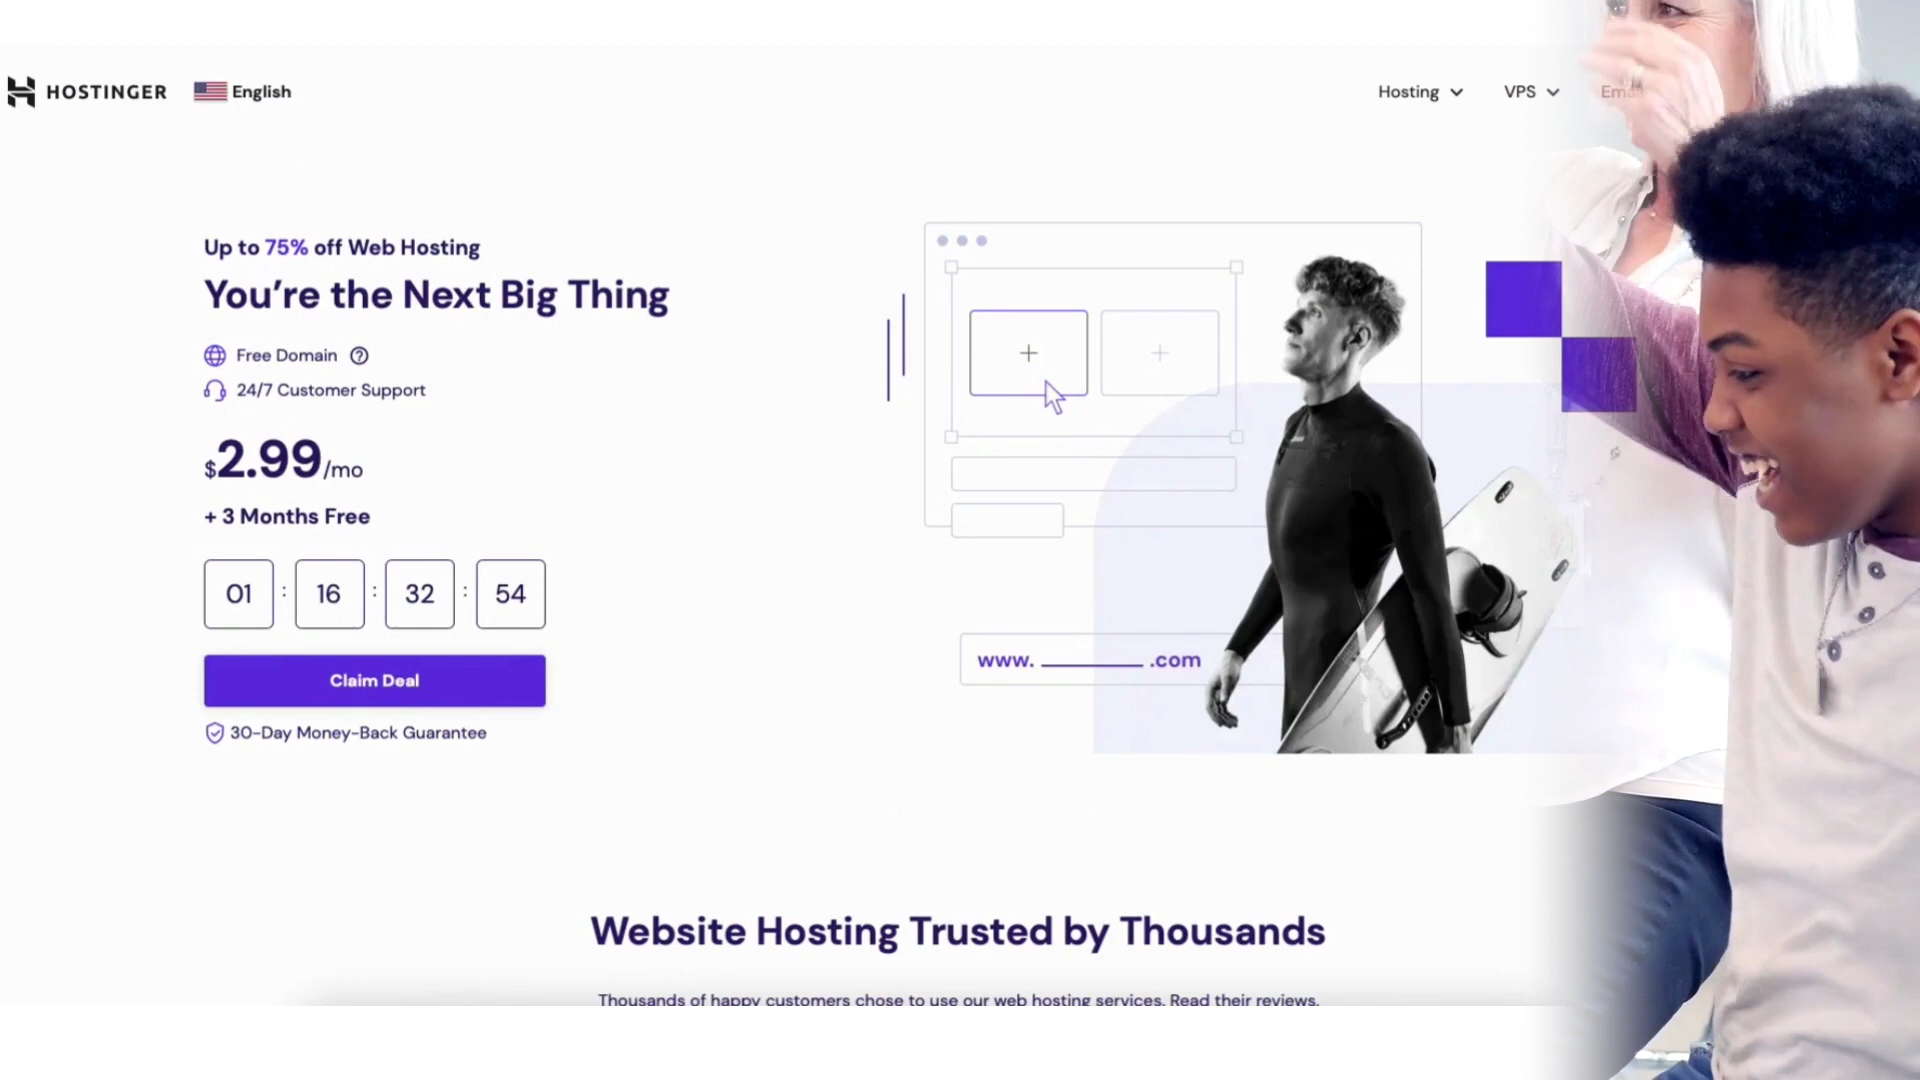 HOSTINGER English Hosting VPS Email
Up to 75% off Web Hosting
You’re the Next Big Thing
Free Domain
24/7 Customer Support
$2.99/mo
+ 3 Months Free
01 : 16 : 32 : 54
Claim Deal
30-Day Money-Back Guarantee
www. ________ .com
Website Hosting Trusted by Thousands
Thousands of happy customers chose to use our web hosting services. Read their reviews.